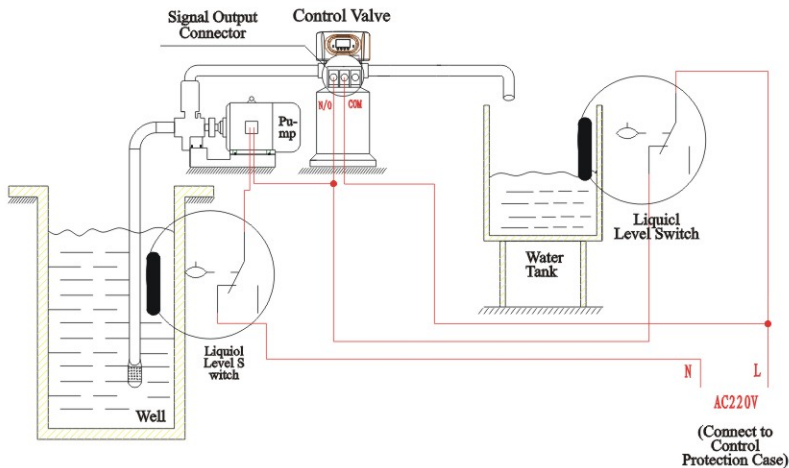 Signal Output
Connector
Control Valve
N/O
COM
Pu-
mp
Liquicl
Level Switch
Water
Tank
Liquiol
Level S
witch
Well
N
L
AC220V
(Connect to
Control
Protection Case)